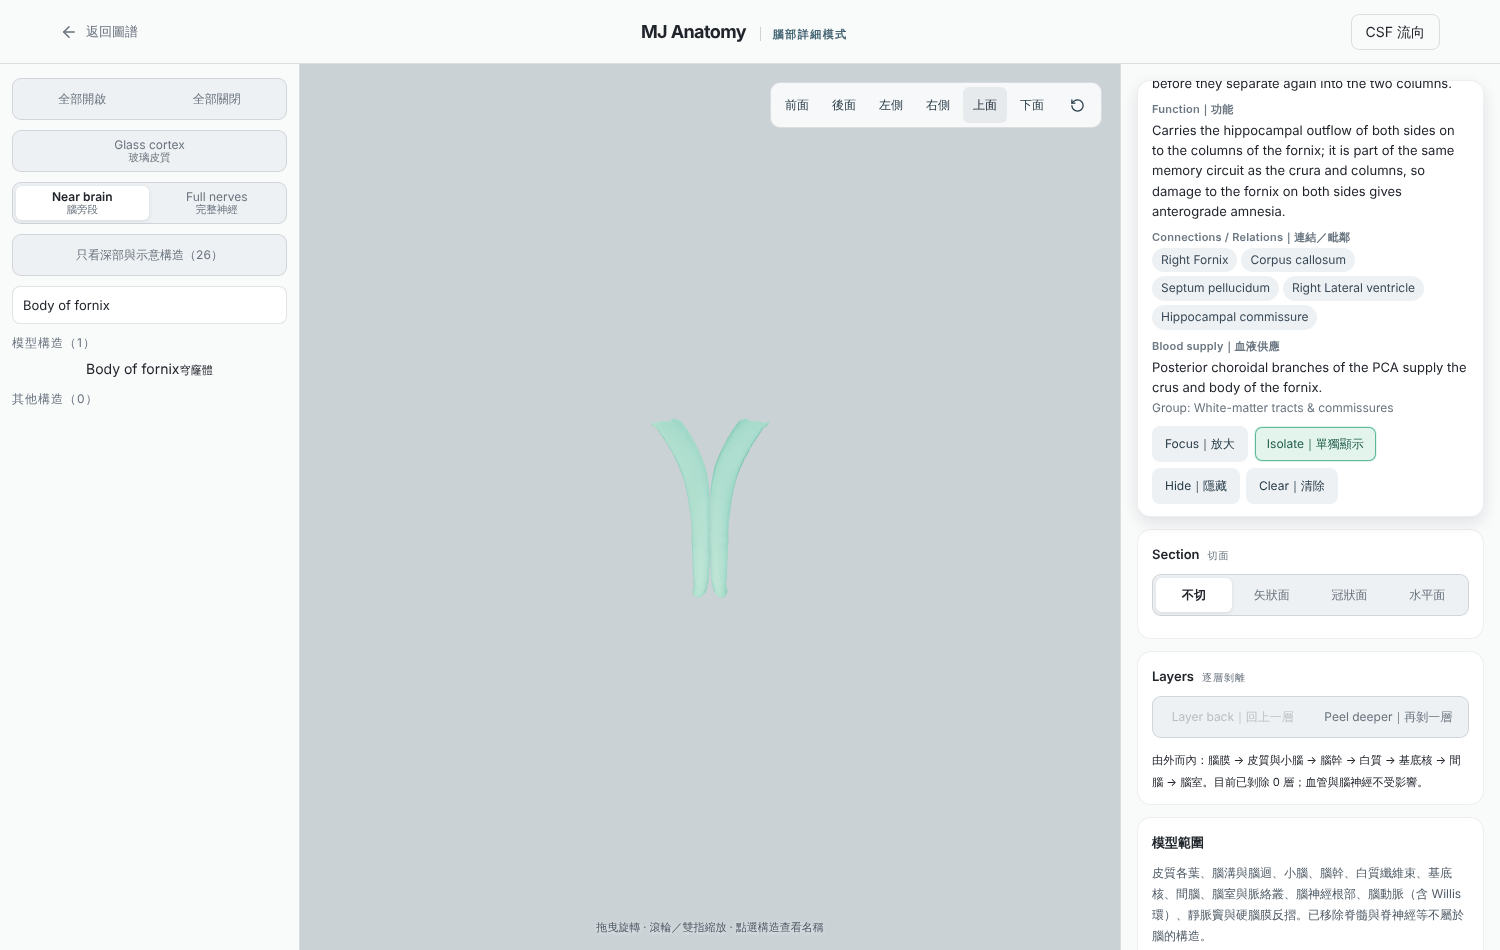 返回圖譜
MJ Anatomy
腦部詳細模式
CSF 流向
全部開啟
全部關閉
Glass cortex
玻璃皮質
Near brain
腦旁段
Full nerves
完整神經
只看深部與示意構造（26）
Body of fornix
模型構造（1）
Body of fornix穹窿體
其他構造（0）
前面
後面
左側
右側
上面
下面
拖曳旋轉 · 滾輪／雙指縮放 · 點選構造查看名稱
before they separate again into the two columns.
Function | 功能
Carries the hippocampal outflow of both sides on
to the columns of the fornix; it is part of the same
memory circuit as the crura and columns, so
damage to the fornix on both sides gives
anterograde amnesia.
Connections / Relations | 連結／毗鄰
Right Fornix
Corpus callosum
Septum pellucidum
Right Lateral ventricle
Hippocampal commissure
Blood supply | 血液供應
Posterior choroidal branches of the PCA supply the
crus and body of the fornix.
Group: White-matter tracts & commissures
Focus | 放大
Isolate | 單獨顯示
Hide | 隱藏
Clear | 清除
Section 切面
不切
矢狀面
冠狀面
水平面
Layers 逐層剝離
Layer back | 回上一層
Peel deeper | 再剝一層
由外而內：腦膜 → 皮質與小腦 → 腦幹 → 白質 → 基底核 → 間
腦 → 腦室。目前已剝除 0 層；血管與腦神經不受影響。
模型範圍
皮質各葉、腦溝與腦迴、小腦、腦幹、白質纖維束、基底
核、間腦、腦室與脈絡叢、腦神經根部、腦動脈（含 Willis
環）、靜脈竇與硬腦膜反摺。已移除脊髓與脊神經等不屬於
腦的構造。